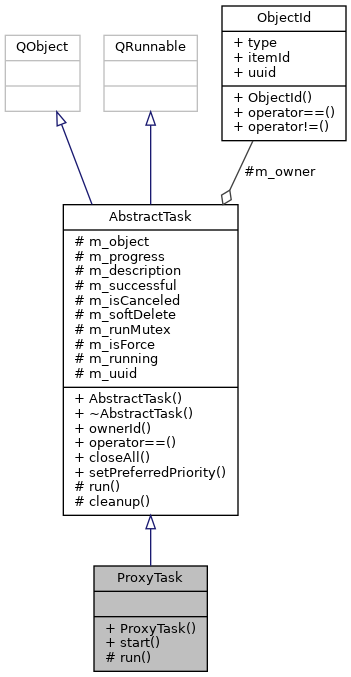 ObjectId
+ type
+ itemId
+ uuid
+ ObjectId()
+ operator==()
+ operator!=()
QObject
QRunnable
#m_owner
AbstractTask
# m_object
# m_progress
# m_description
# m_successful
# m_isCanceled
# m_softDelete
# m_runMutex
# m_isForce
# m_running
# m_uuid
+ AbstractTask()
+ ~AbstractTask()
+ ownerId()
+ operator==()
+ closeAll()
+ setPreferredPriority()
# run()
# cleanup()
ProxyTask
+ ProxyTask()
+ start()
# run()